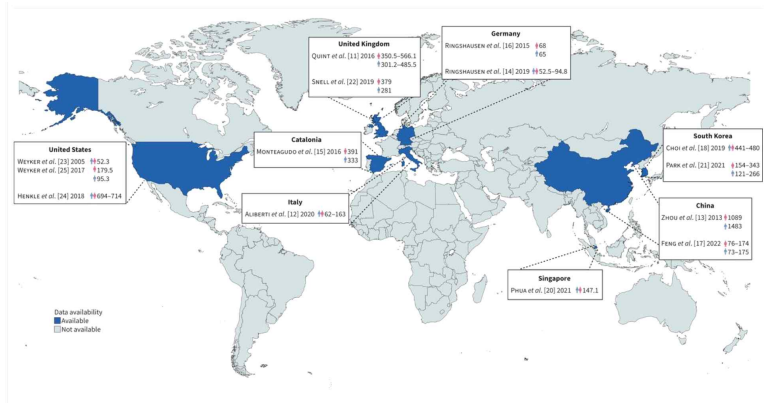 Germany
RINGSHAUSEN et al. [16] 2015 68
65
RINGSHAUSEN et al. [14] 2019 52.5–94.8
United Kingdom
QUINT et al. [11] 2016 350.5–566.1
301.2–485.5
SNELL et al. [22] 2019 379
281
United States
WEYKER [23] 2005 52.3
WEYKER [25] 2017 179.5
95.3
HENKLE et al. [24] 2018 694–714
Catalonia
MONTEAGUDO et al. [15] 2016 391
333
Italy
ALIBERTI et al. [12] 2020 62–163
South Korea
CHOI et al. [18] 2019 441–480
PARK et al. [21] 2021 154–343
121–266
China
ZHOU et al. [13] 2013 1089
1483
FENG et al. [17] 2022 76–174
73–175
Singapore
PHUA et al. [20] 2021 147.1
Data availability
Available
Not available